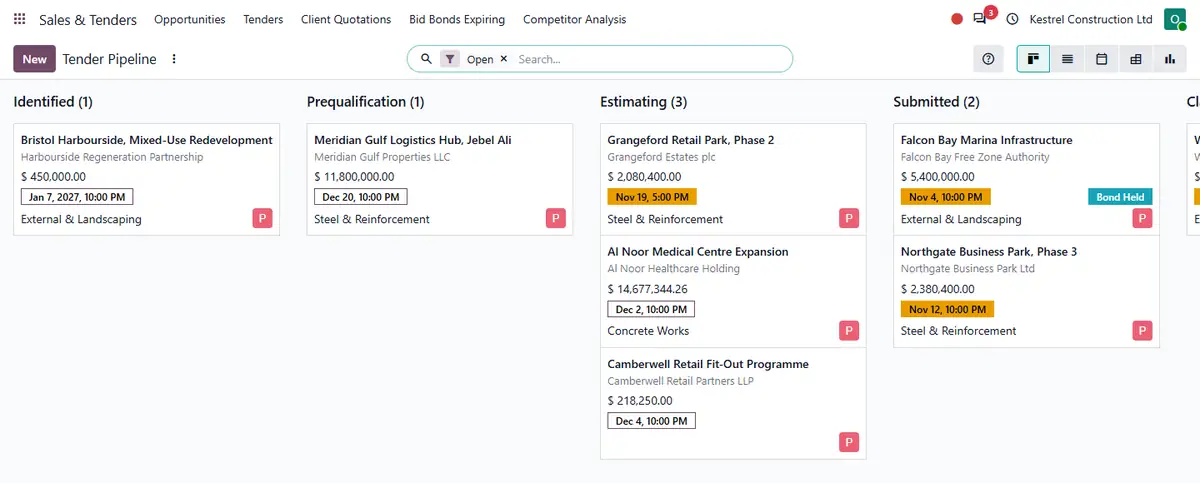 Sales & Tenders Opportunities Tenders Client Quotations Bid Bonds Expiring Competitor Analysis 3 Kestrel Construction Ltd O
New Tender Pipeline Open × Search...
Identified (1)
Bristol Harbourside, Mixed-Use Redevelopment
Harbourside Regeneration Partnership
$ 450,000.00
Jan 7, 2027, 10:00 PM
External & Landscaping P
Prequalification (1)
Meridian Gulf Logistics Hub, Jebel Ali
Meridian Gulf Properties LLC
$ 11,800,000.00
Dec 20, 10:00 PM
Steel & Reinforcement P
Estimating (3)
Grangeford Retail Park, Phase 2
Grangeford Estates plc
$ 2,080,400.00
Nov 19, 5:00 PM
Steel & Reinforcement P
Al Noor Medical Centre Expansion
Al Noor Healthcare Holding
$ 14,677,344.26
Dec 2, 10:00 PM
Concrete Works P
Camberwell Retail Fit-Out Programme
Camberwell Retail Partners LLP
$ 218,250.00
Dec 4, 10:00 PM
P
Submitted (2)
Falcon Bay Marina Infrastructure
Falcon Bay Free Zone Authority
$ 5,400,000.00
Nov 4, 10:00 PM Bond Held
External & Landscaping P
Northgate Business Park, Phase 3
Northgate Business Park Ltd
$ 2,380,400.00
Nov 12, 10:00 PM
Steel & Reinforcement P